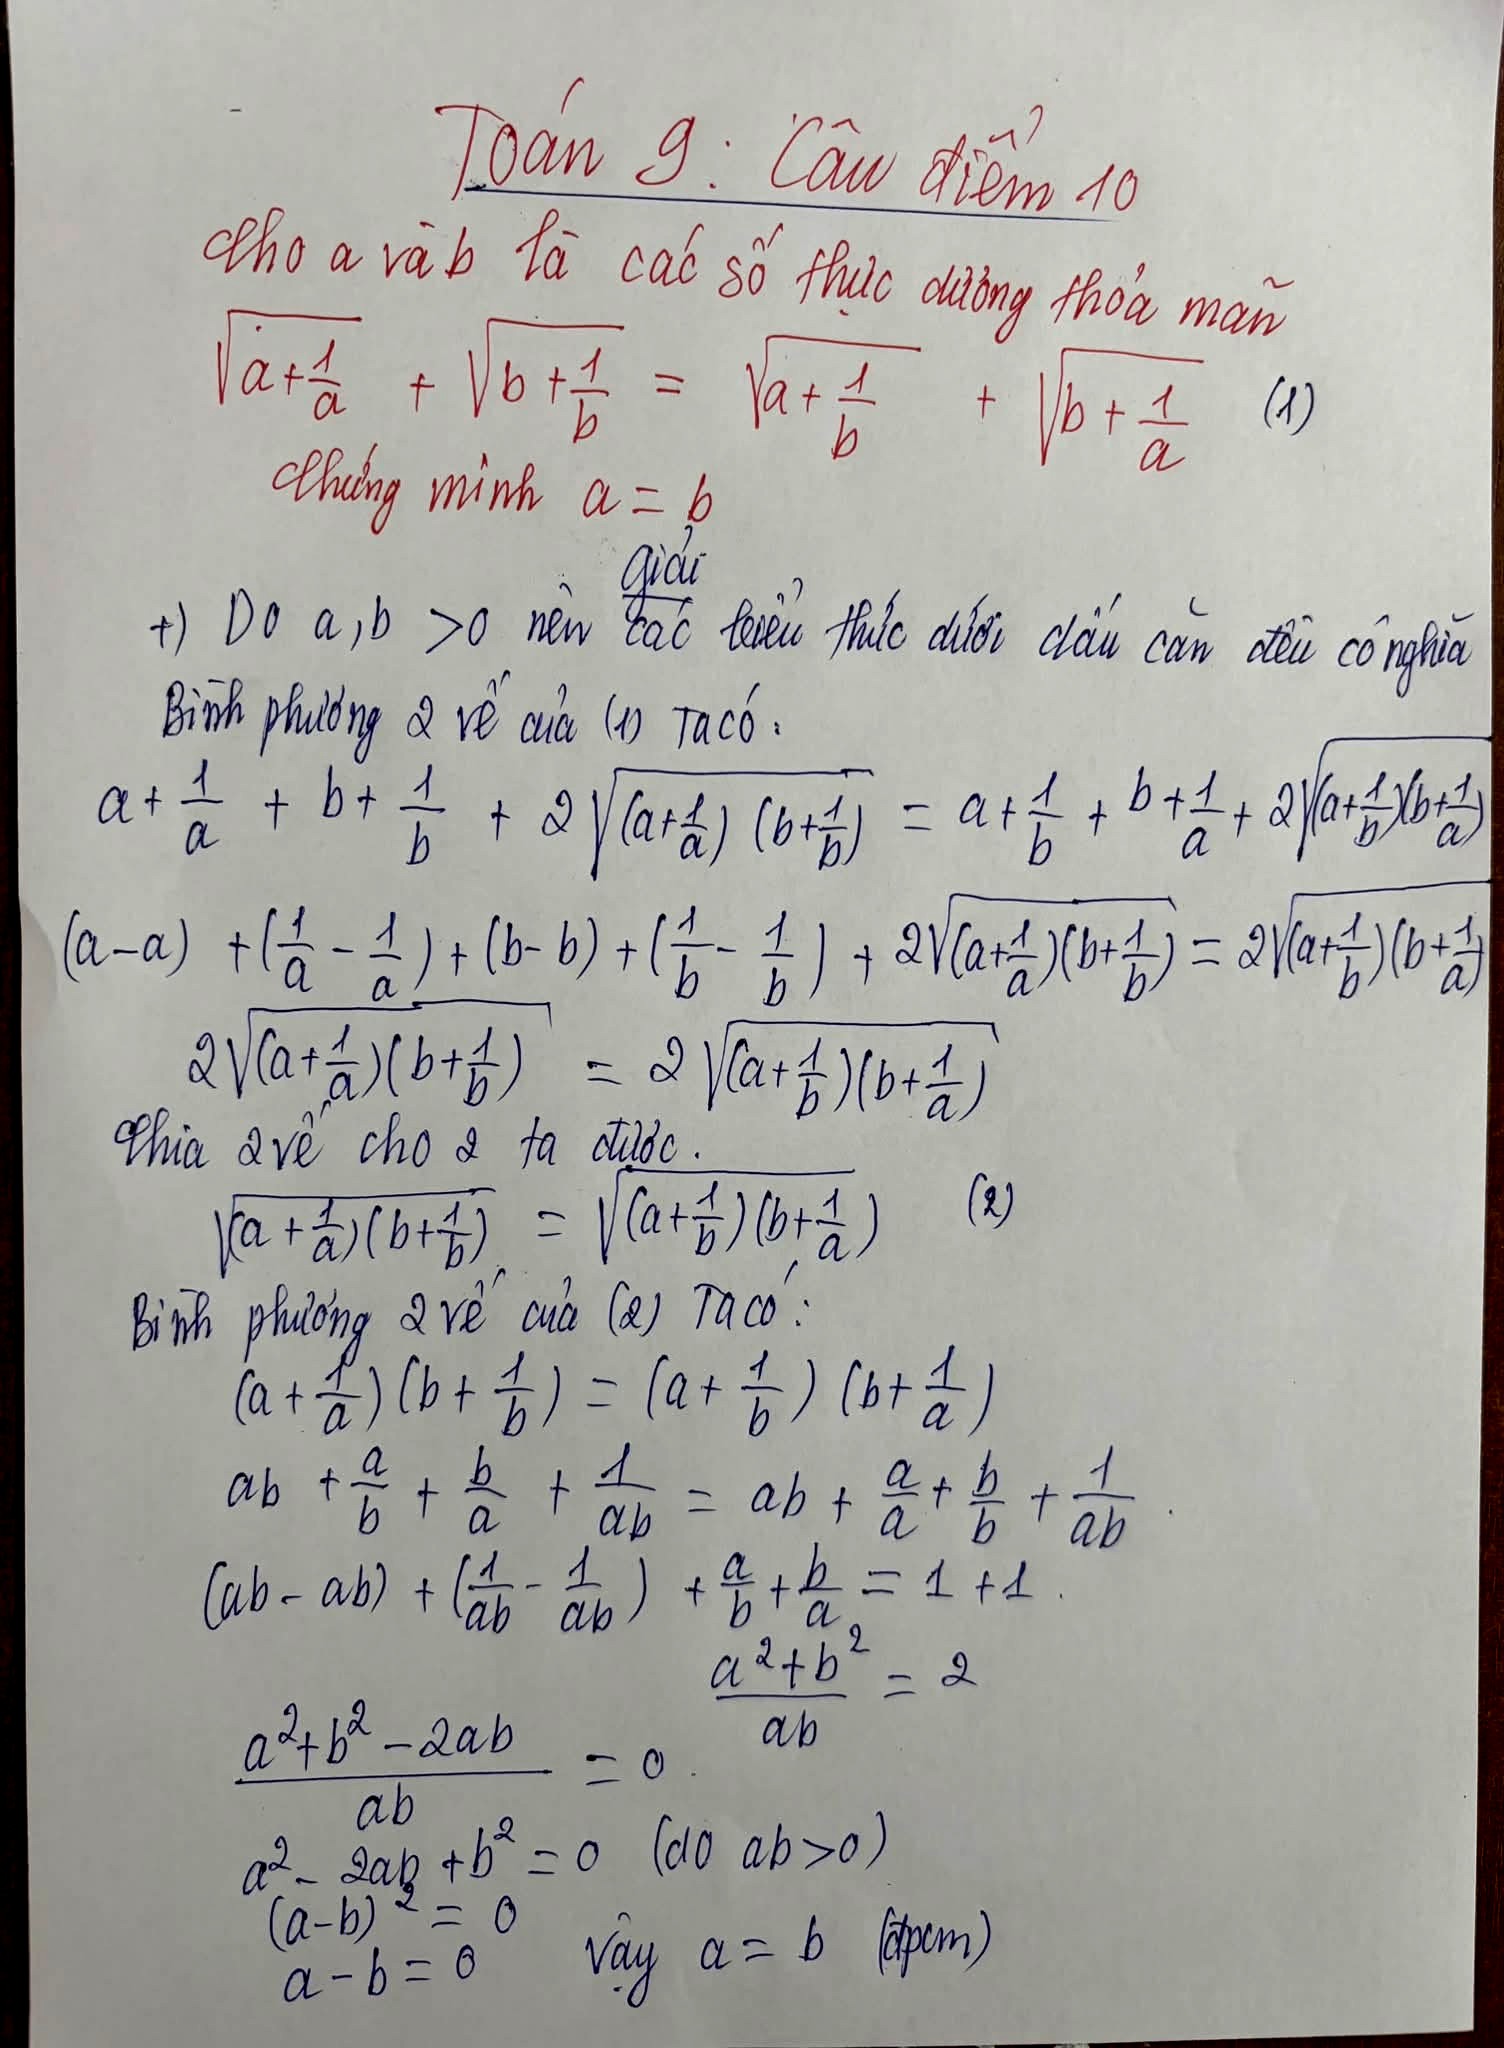 Toán 9: Câu điểm 10
Cho a và b là các số thực dương thỏa mãn
√(a + 1/a) + √(b + 1/b) = √(a + 1/b) + √(b + 1/a) (1)
Chứng minh a = b
Giải
+) Do a, b > 0 nên các biểu thức dưới dấu căn đều có nghĩa
Bình phương 2 vế của (1) Ta có:
a + 1/a + b + 1/b + 2√((a + 1/a)(b + 1/b)) = a + 1/b + b + 1/a + 2√((a + 1/b)(b + 1/a))
(a - a) + (1/a - 1/a) + (b - b) + (1/b - 1/b) + 2√((a + 1/a)(b + 1/b)) = 2√((a + 1/b)(b + 1/a))
2√((a + 1/a)(b + 1/b)) = 2√((a + 1/b)(b + 1/a))
Chia 2 vế cho 2 ta được.
√((a + 1/a)(b + 1/b)) = √((a + 1/b)(b + 1/a)) (2)
Bình phương 2 vế của (2) Ta có:
(a + 1/a)(b + 1/b) = (a + 1/b)(b + 1/a)
ab + a/b + b/a + 1/ab = ab + a/a + b/b + 1/ab.
(ab - ab) + (1/ab - 1/ab) + a/b + b/a = 1 + 1.
(a² + b²)/ab = 2
(a² + b² - 2ab)/ab = 0.
a² - 2ab + b² = 0 (do ab > 0)
(a - b)² = 0
a - b = 0 Vậy a = b (đpcm)